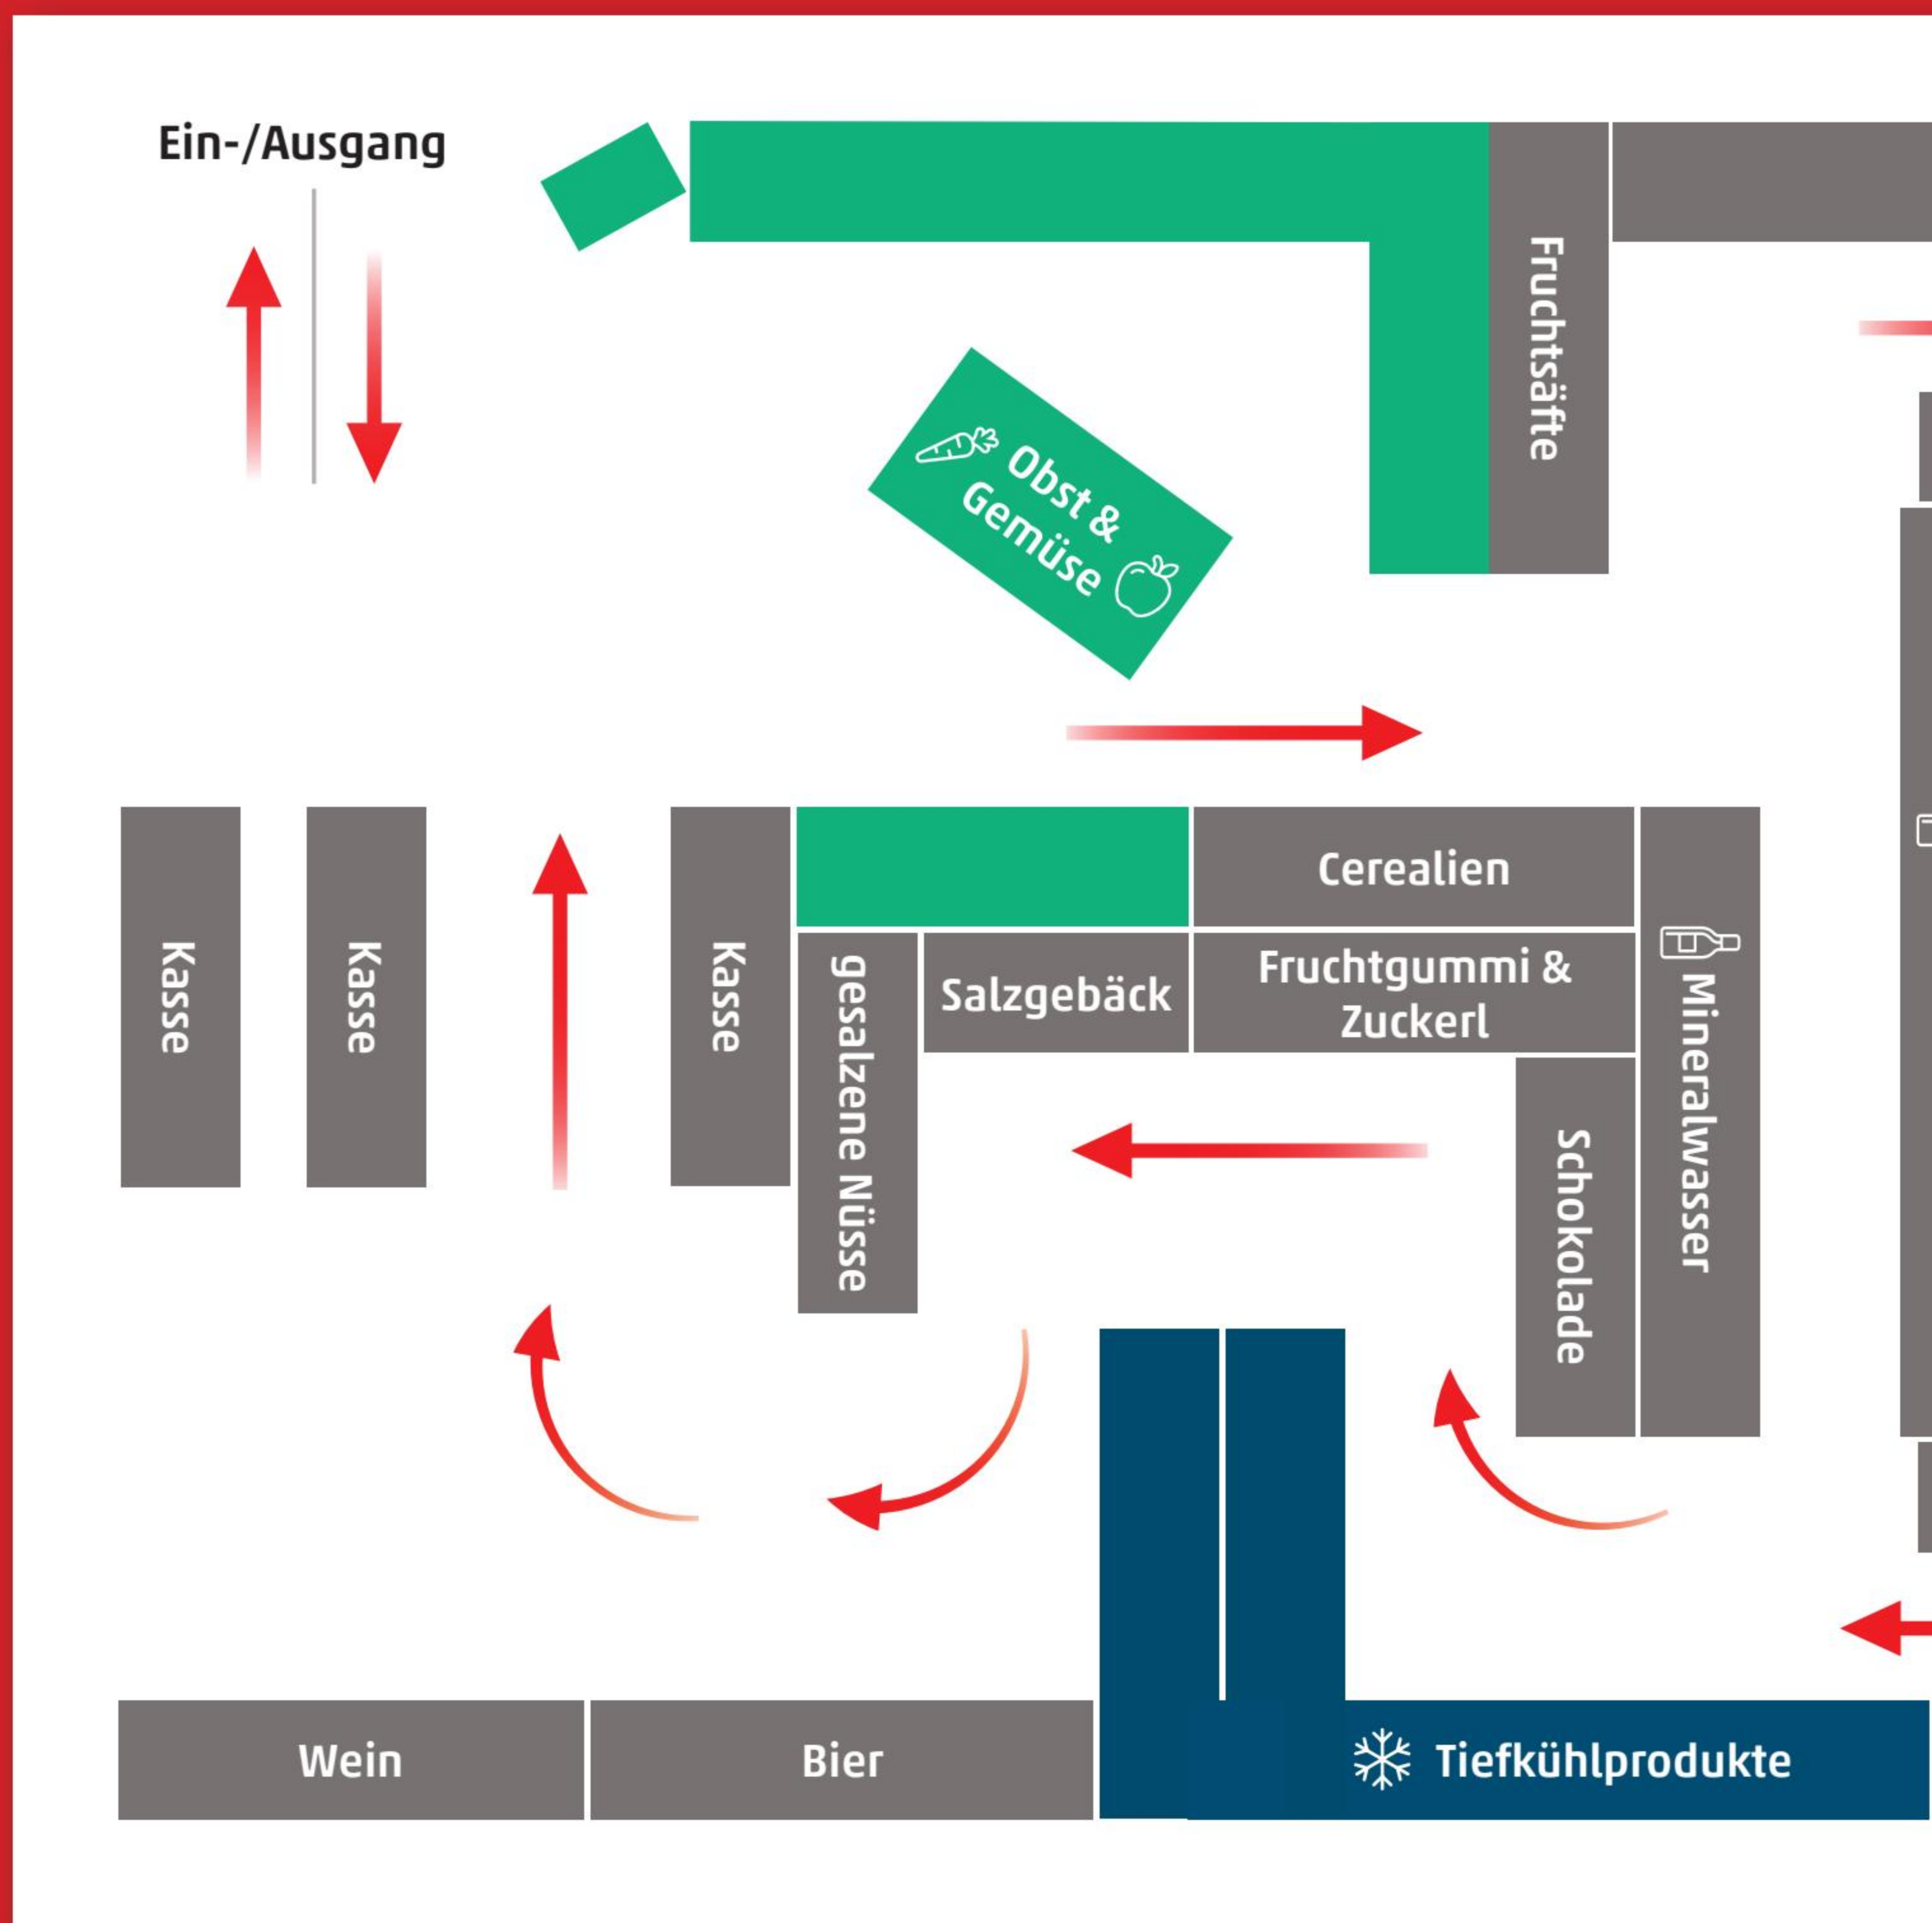 Ein-/Ausgang
Fruchtsäfte
Obst &
Gemüse
Kasse
Kasse
Kasse
Cerealien
gesalzene Nüsse
Salzgebäck
Fruchtgummi &
Zuckerl
Mineralwasser
Schokolade
Wein
Bier
Tiefkühlprodukte